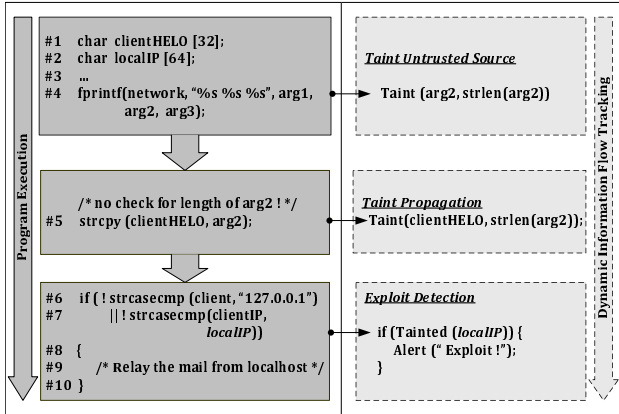 Program Execution
#1 char clientHELO [32];
#2 char localIP [64];
#3 ...
#4 fprintf(network, “%s %s %s”, arg1,
arg2, arg3);
Taint Untrusted Source
Taint (arg2, strlen(arg2))
/* no check for length of arg2 ! */
#5 strcpy (clientHELO, arg2);
Taint Propagation
Taint(clientHELO, strlen(arg2));
#6 if ( ! strcasecmp (client, “127.0.0.1”)
#7 || ! strcasecmp(clientIP,
localIP))
#8 {
#9 /* Relay the mail from localhost */
#10 }
Exploit Detection
if (Tainted (localIP)) {
Alert (“ Exploit !”);
}
Dynamic Information Flow Tracking